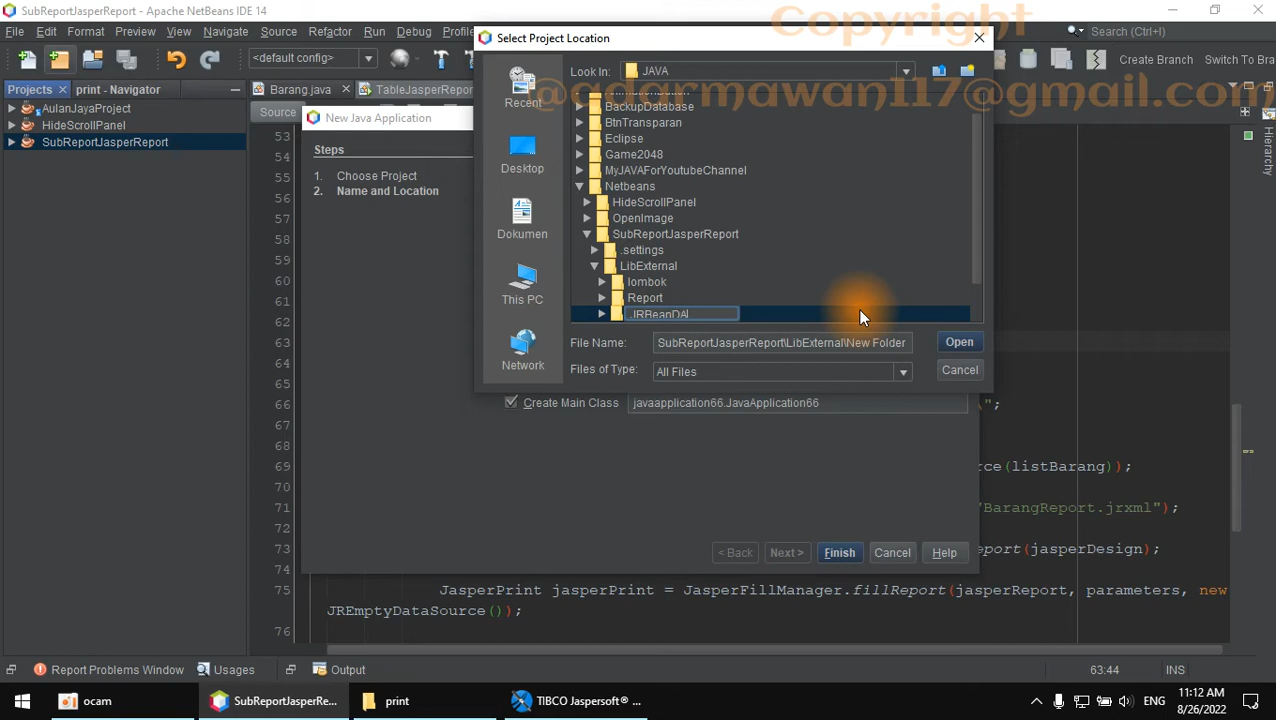 SubReportJasperReport - Apache NetBeans IDE 14
Copyright
File Edit View Navigate Source Refactor Run Debug Profile
Select Project Location
Search (Ctrl+I)
<default config>
Look In: JAVA
Create Branch Switch To Bra
Projects print - Navigator
Barang.java TableJasperRepor
Recent
BackupDatabase
AulanJayaProject
Source
New Java Application
BtnTransparan
HideScrollPanel
Eclipse
SubReportJasperReport
53
Steps
Desktop
Game2048
54
1. Choose Project
MyJAVAForYoutubeChannel
55
2. Name and Location
Netbeans
56
HideScrollPanel
57
OpenImage
58
Dokumen
SubReportJasperReport
59
.settings
60
LibExternal
61
This PC
lombok
Report
62
JRBeanDA
63
File Name: SubReportJasperReport\LibExternal\New Folder Open
64
Network
Files of Type: All Files Cancel
65
66
Create Main Class javaapplication66.JavaApplication66
\";
67
68
69
ce(listBarang));
70
71
"BarangReport.jrxml");
72
73
< Back Next > Finish Cancel Help
port(jasperDesign);
74
75 JasperPrint jasperPrint = JasperFillManager.fillReport(jasperReport, parameters, new
JREmptyDataSource());
76
Hierarchy
Report Problems Window Usages Output
63:44 INS
ocam SubReportJasperRe... print TIBCO Jaspersoft® ...
ENG
11:12 AM
8/26/2022